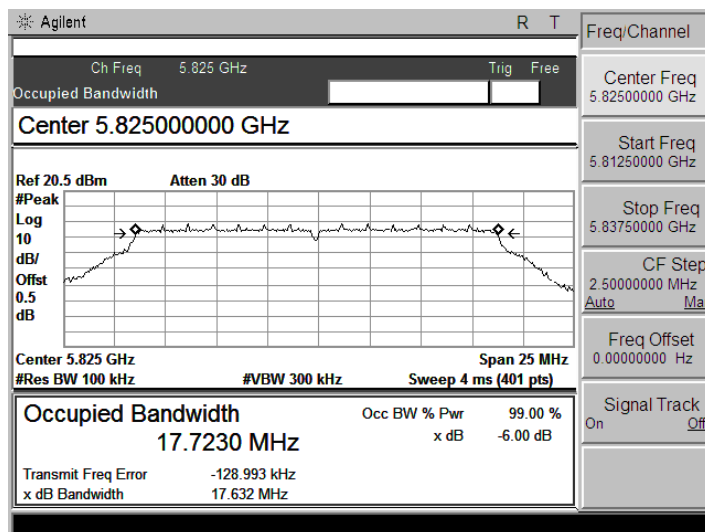 Agilent R T
Ch Freq 5.825 GHz Trig Free
Occupied Bandwidth
Center 5.825000000 GHz
Ref 20.5 dBm Atten 30 dB
#Peak
Log
10
dB/
Offst
0.5
dB
Center 5.825 GHz Span 25 MHz
#Res BW 100 kHz #VBW 300 kHz Sweep 4 ms (401 pts)
Occupied Bandwidth
17.7230 MHz
Occ BW % Pwr 99.00 %
x dB -6.00 dB
Transmit Freq Error -128.993 kHz
x dB Bandwidth 17.632 MHz
Freq/Channel
Center Freq
5.82500000 GHz
Start Freq
5.81250000 GHz
Stop Freq
5.83750000 GHz
CF Step
2.50000000 MHz
Auto Ma
Freq Offset
0.00000000 Hz
Signal Track
On Off